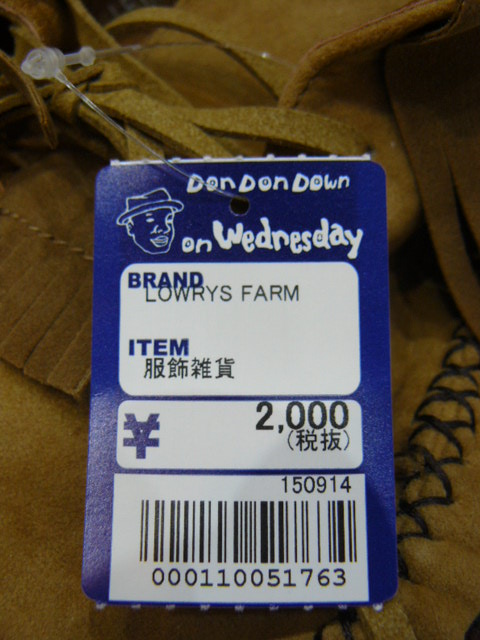 Don Don Down
on Wednesday
BRAND
LOWRYS FARM
ITEM
服飾雑貨
¥ 2,000
(税抜)
150914
000110051763